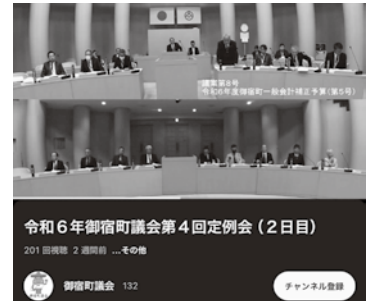 議案第8号
令和6年度御宿町一般会計補正予算(第5号)
令和6年御宿町議会第4回定例会(2日目)
201 回視聴 2 週間前 ...その他
御宿町議会 132
チャンネル登録